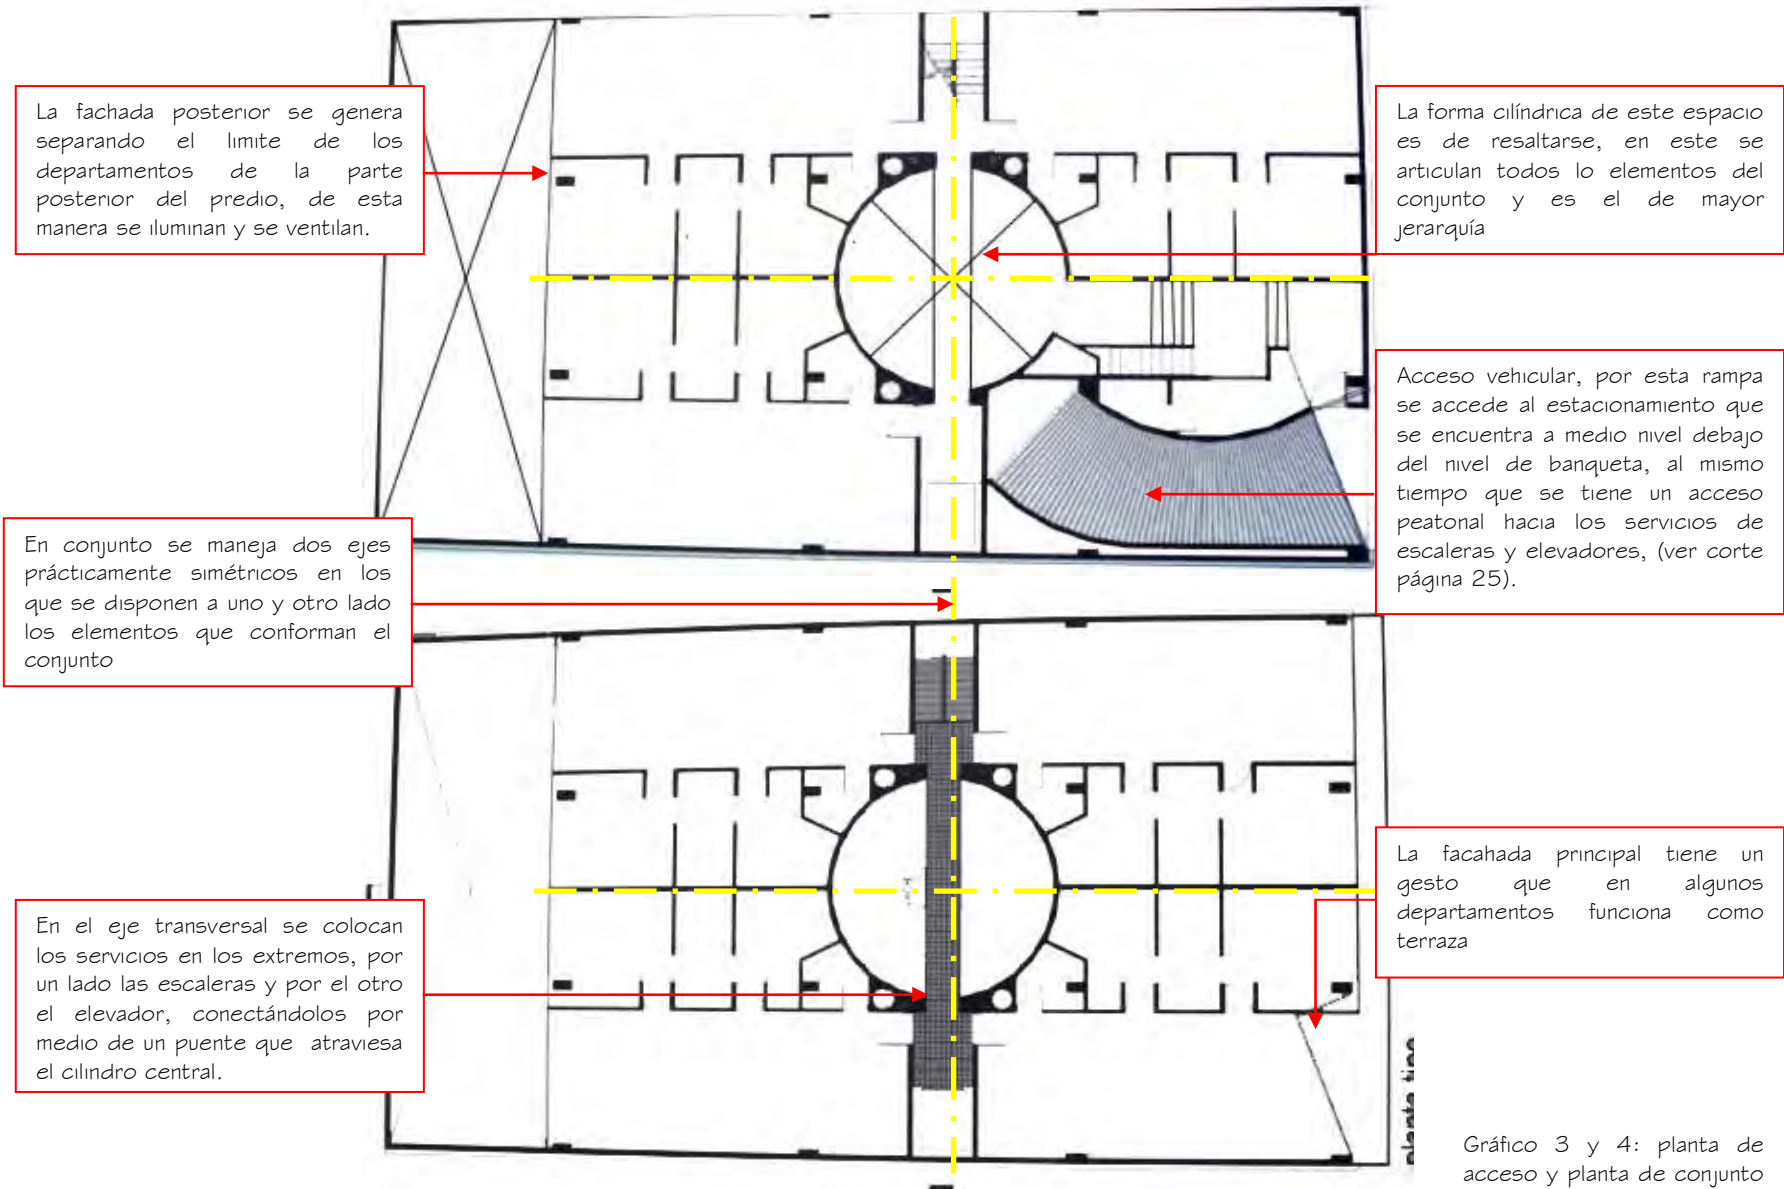 La fachada posterior se genera
separando el limite de los
departamentos de la parte
posterior del predio, de esta
manera se iluminan y se ventilan.
La forma cilíndrica de este espacio
es de resaltarse, en este se
articulan todos lo elementos del
conjunto y es el de mayor
jerarquía
Acceso vehicular, por esta rampa
se accede al estacionamiento que
se encuentra a medio nivel debajo
del nivel de banqueta, al mismo
tiempo que se tiene un acceso
peatonal hacia los servicios de
escaleras y elevadores, (ver corte
página 25).
En conjunto se maneja dos ejes
prácticamente simétricos en los
que se disponen a uno y otro lado
los elementos que conforman el
conjunto
La facahada principal tiene un
gesto que en algunos
departamentos funciona como
terraza
En el eje transversal se colocan
los servicios en los extremos, por
un lado las escaleras y por el otro
el elevador, conectándolos por
medio de un puente que atraviesa
el cilindro central.
planta tipo
Gráfico 3 y 4: planta de
acceso y planta de conjunto